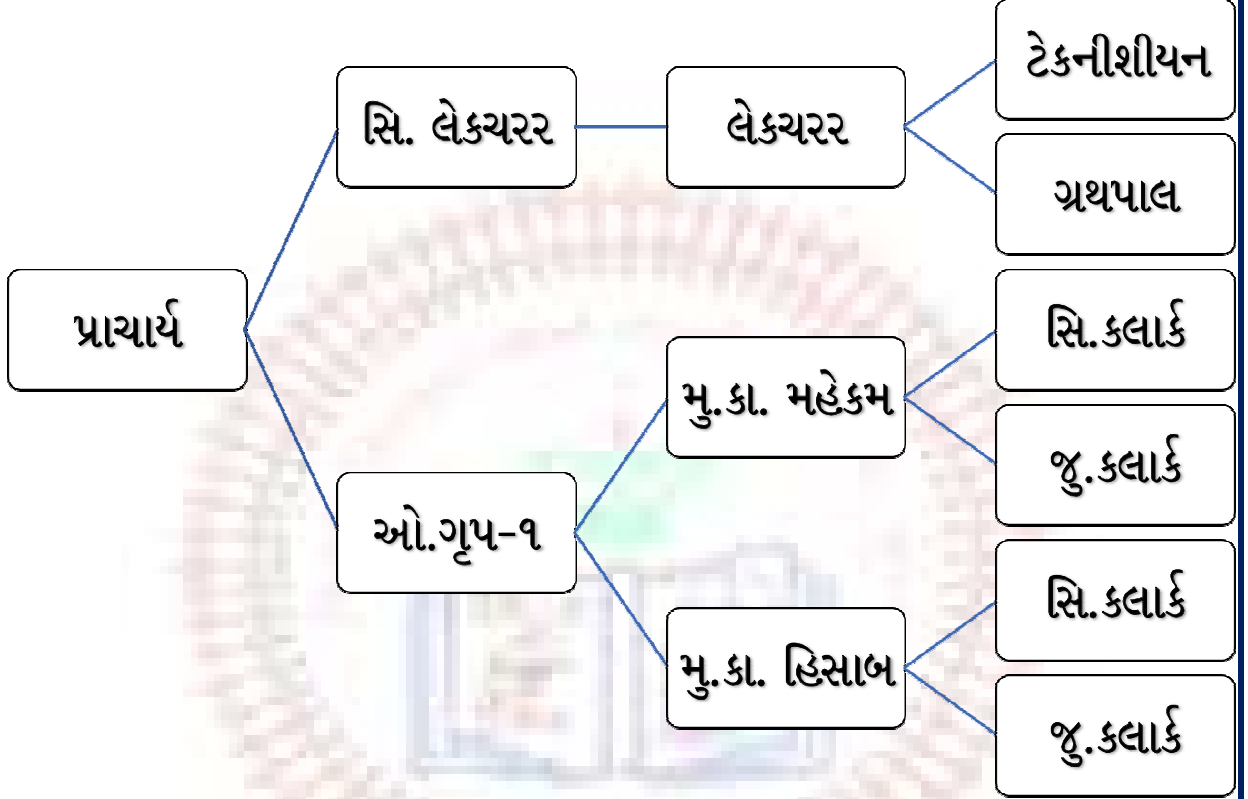 ટેકનીશીયન
સિ. લેકચરર
લેકચરર
ગ્રથપાલ
પ્રાચાર્ય
સિ.કલાર્ક
મુ.કા. મહેકમ
જુ.કલાર્ક
ઓ.ગૃપ-૧
સિ.કલાર્ક
મુ.કા. હિસાબ
જુ.કલાર્ક